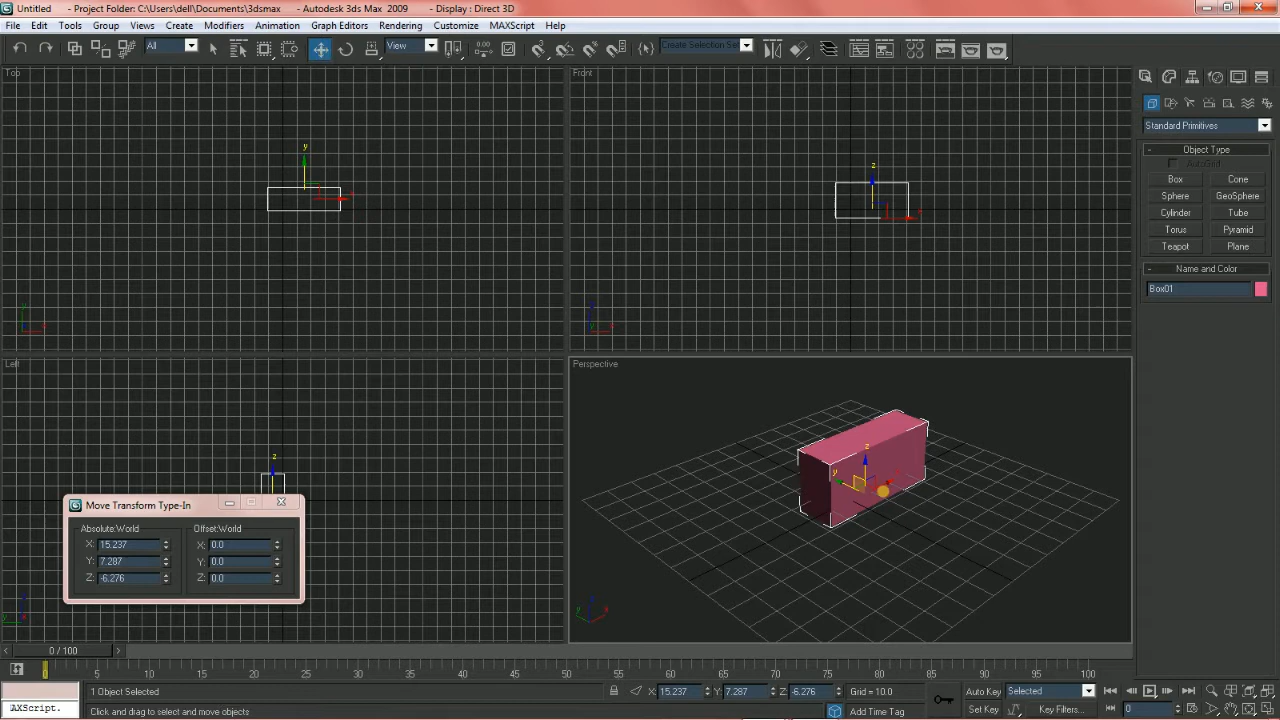 Untitled - Project Folder: C:\Users\dell\Documents\3dsmax - Autodesk 3ds Max 2009 - Display : Direct 3D
File Edit Tools Group Views Create Modifiers Animation Graph Editors Rendering Customize MAXScript Help
All View Create Selection Set
Top
Front
y
z
Standard Primitives
Object Type
AutoGrid
Box Cone
Sphere GeoSphere
Cylinder Tube
Torus Pyramid
Teapot Plane
Name and Color
Box01
Left
Perspective
z
z
y
Move Transform Type-In
Absolute:World Offset:World
X: 15.237 X: 0.0
Y: 7.287 Y: 0.0
Z: -6.276 Z: 0.0
0 / 100
5 10 15 20 25 30 35 40 45 50 55 60 65 70 75 80 85 90 95 100
1 Object Selected X: 15.237 Y: 7.287 Z: -6.276 Grid = 10.0 Auto Key Selected
AXScript. Click and drag to select and move objects Add Time Tag Set Key Key Filters... 0